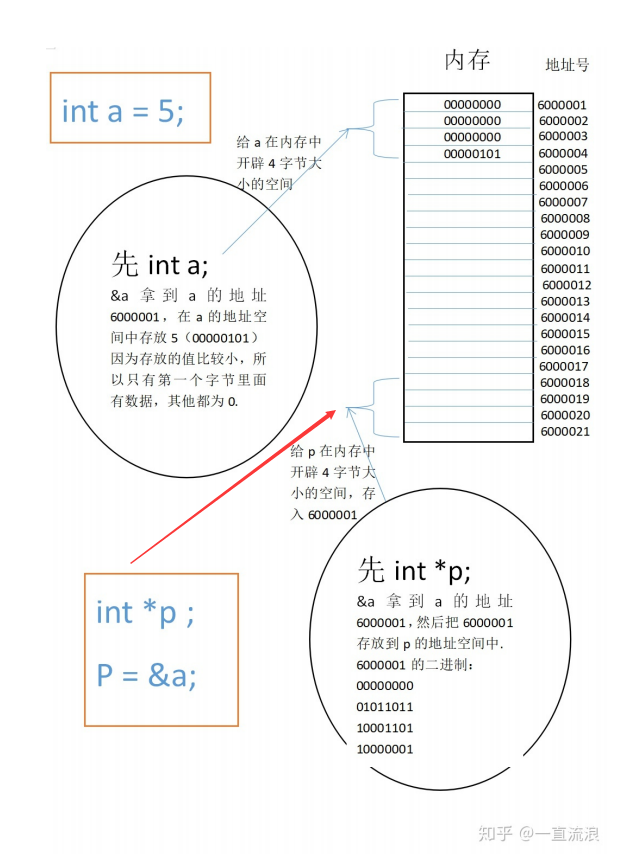 内存
地址号
int a = 5;
00000000 6000001
00000000 6000002
00000000 6000003
00000101 6000004
6000005
6000006
6000007
6000008
6000009
6000010
6000011
6000012
6000013
6000014
6000015
6000016
6000017
6000018
6000019
6000020
6000021
给 a 在内存中
开辟 4 字节大
小的空间
先 int a;
&a 拿到 a 的地址
6000001，在 a 的地址空
间中存放 5（00000101）
因为存放的值比较小，所
以只有第一个字节里面
有数据，其他都为 0.
给 p 在内存中
开辟 4 字节大
小的空间，存
入 6000001
int *p ;
P = &a;
先 int *p;
&a 拿到 a 的地址
6000001，然后把 6000001
存放到 p 的地址空间中.
6000001 的二进制：
00000000
01011011
10001101
10000001
知乎 @一直流浪